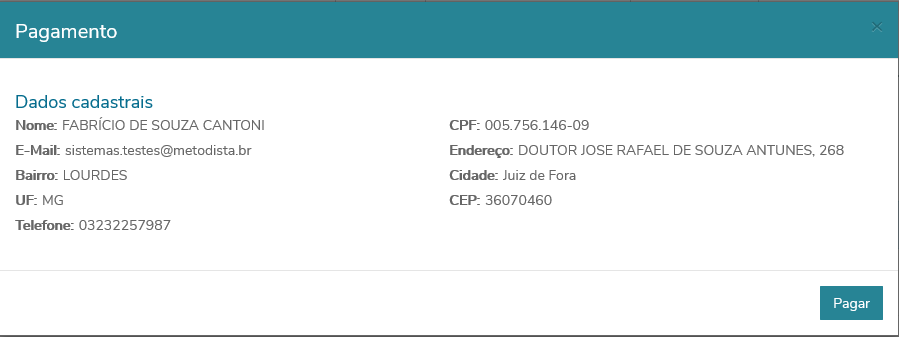 Pagamento
×
Dados cadastrais
Nome: FABRÍCIO DE SOUZA CANTONI
CPF: 005.756.146-09
E-Mail: sistemas.testes@metodista.br
Endereço: DOUTOR JOSE RAFAEL DE SOUZA ANTUNES, 268
Bairro: LOURDES
Cidade: Juiz de Fora
UF: MG
CEP: 36070460
Telefone: 03232257987
Pagar